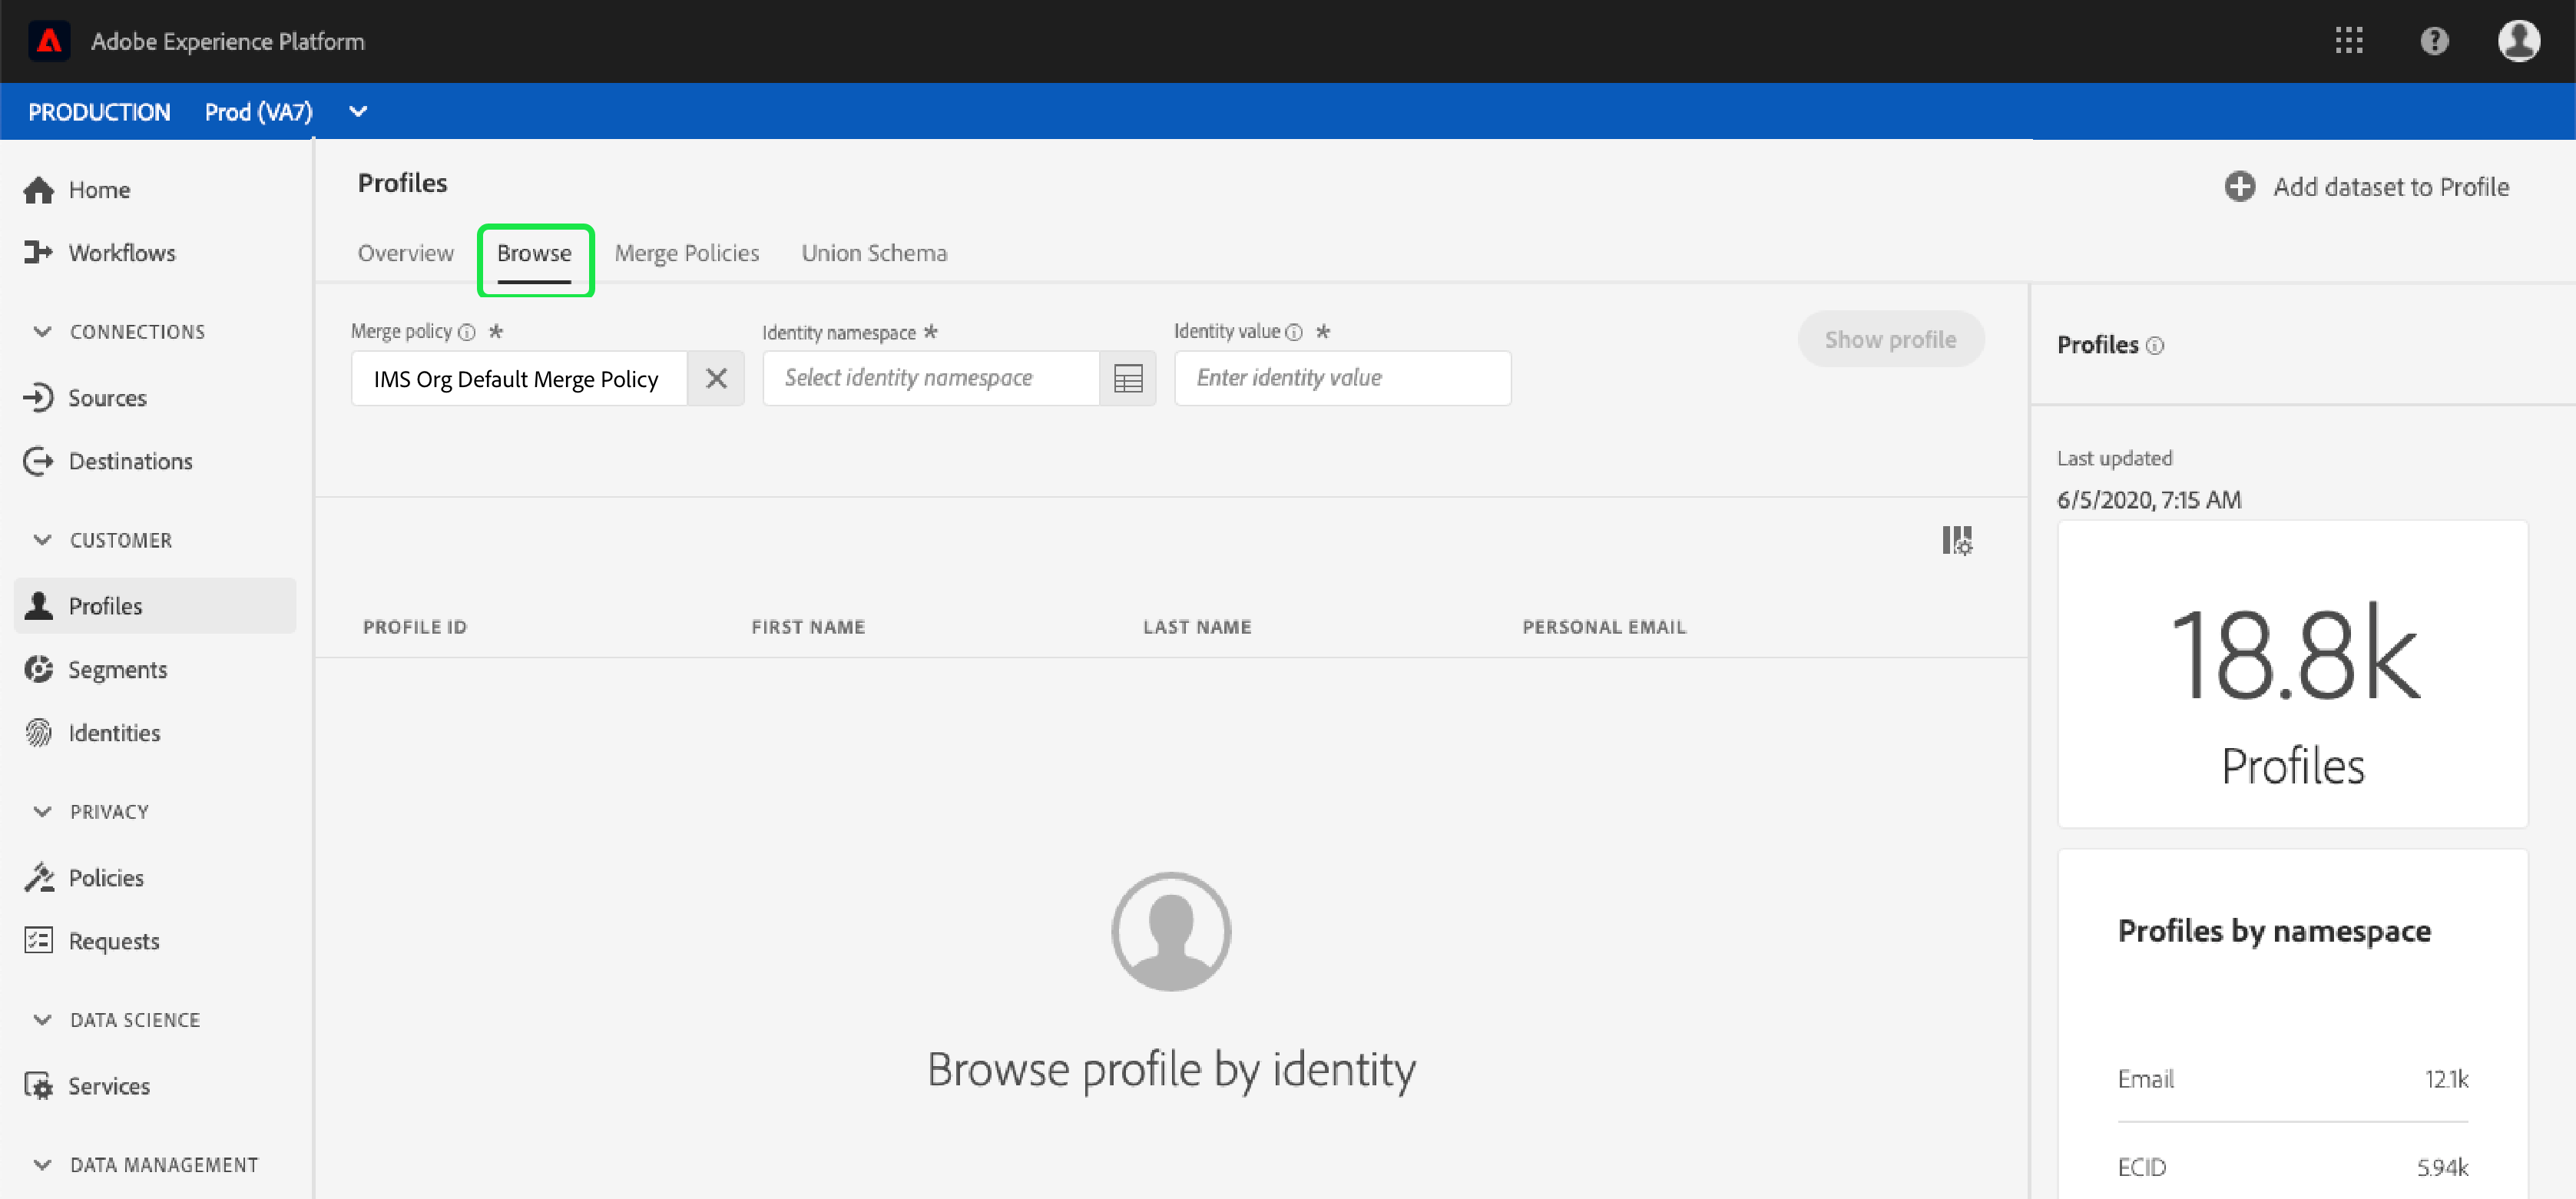 Adobe Experience Platform
PRODUCTION Prod (VA7)
Home
Workflows
CONNECTIONS
Sources
Destinations
CUSTOMER
Profiles
Segments
Identities
PRIVACY
Policies
Requests
DATA SCIENCE
Services
DATA MANAGEMENT
Profiles
Add dataset to Profile
Overview Browse Merge Policies Union Schema
Merge policy * Identity namespace * Identity value *
IMS Org Default Merge Policy Select identity namespace Enter identity value
Show profile
PROFILE ID FIRST NAME LAST NAME PERSONAL EMAIL
Browse profile by identity
Profiles
Last updated
6/5/2020, 7:15 AM
18.8k
Profiles
Profiles by namespace
Email 12.1k
ECID 5.94k